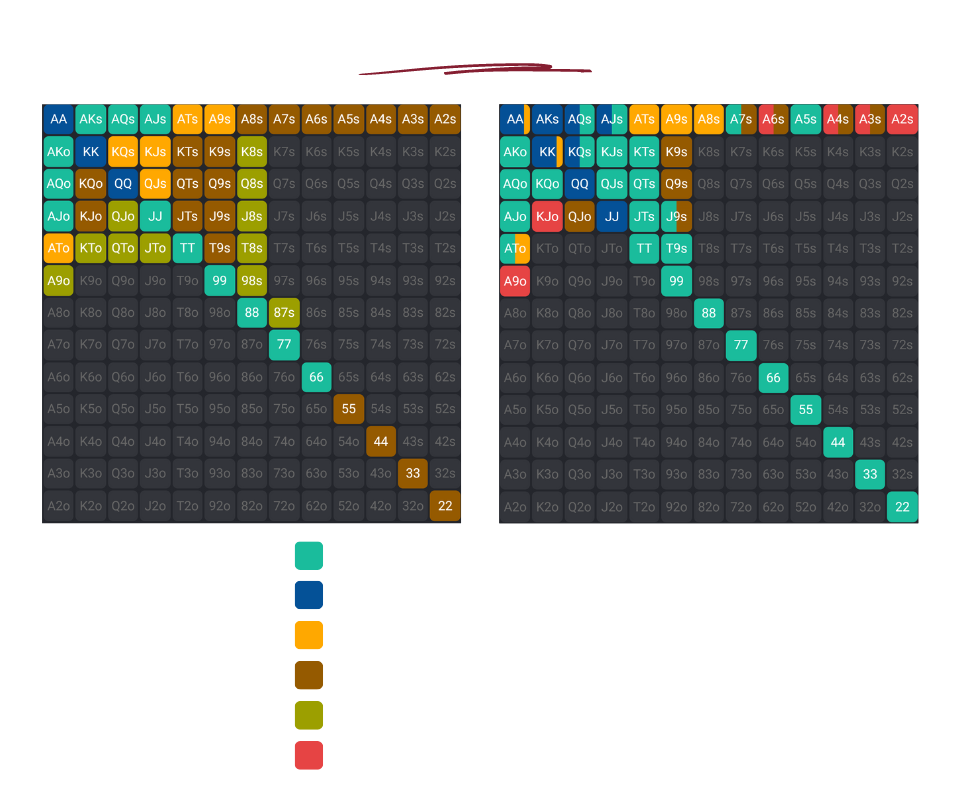 AA AKs AQs AJs ATs A9s A8s A7s A6s A5s A4s A3s A2s
AKo KK KQs KJs KTs K9s K8s K7s K6s K5s K4s K3s K2s
AQo KQo QQ QJs QTs Q9s Q8s Q7s Q6s Q5s Q4s Q3s Q2s
AJo KJo QJo JJ JTs J9s J8s J7s J6s J5s J4s J3s J2s
ATo KTo QTo JTo TT T9s T8s T7s T6s T5s T4s T3s T2s
A9o K9o Q9o J9o T9o 99 98s 97s 96s 95s 94s 93s 92s
A8o K8o Q8o J8o T8o 98o 88 87s 86s 85s 84s 83s 82s
A7o K7o Q7o J7o T7o 97o 87o 77 76s 75s 74s 73s 72s
A6o K6o Q6o J6o T6o 96o 86o 76o 66 65s 64s 63s 62s
A5o K5o Q5o J5o T5o 95o 85o 75o 65o 55 54s 53s 52s
A4o K4o Q4o J4o T4o 94o 84o 74o 64o 54o 44 43s 42s
A3o K3o Q3o J3o T3o 93o 83o 73o 63o 53o 43o 33 32s
A2o K2o Q2o J2o T2o 92o 82o 72o 62o 52o 42o 32o 22
AA AKs AQs AJs ATs A9s A8s A7s A6s A5s A4s A3s A2s
AKo KK KQs KJs KTs K9s K8s K7s K6s K5s K4s K3s K2s
AQo KQo QQ QJs QTs Q9s Q8s Q7s Q6s Q5s Q4s Q3s Q2s
AJo KJo QJo JJ JTs J9s J8s J7s J6s J5s J4s J3s J2s
ATo KTo QTo JTo TT T9s T8s T7s T6s T5s T4s T3s T2s
A9o K9o Q9o J9o T9o 99 98s 97s 96s 95s 94s 93s 92s
A8o K8o Q8o J8o T8o 98o 88 87s 86s 85s 84s 83s 82s
A7o K7o Q7o J7o T7o 97o 87o 77 76s 75s 74s 73s 72s
A6o K6o Q6o J6o T6o 96o 86o 76o 66 65s 64s 63s 62s
A5o K5o Q5o J5o T5o 95o 85o 75o 65o 55 54s 53s 52s
A4o K4o Q4o J4o T4o 94o 84o 74o 64o 54o 44 43s 42s
A3o K3o Q3o J3o T3o 93o 83o 73o 63o 53o 43o 33 32s
A2o K2o Q2o J2o T2o 92o 82o 72o 62o 52o 42o 32o 22